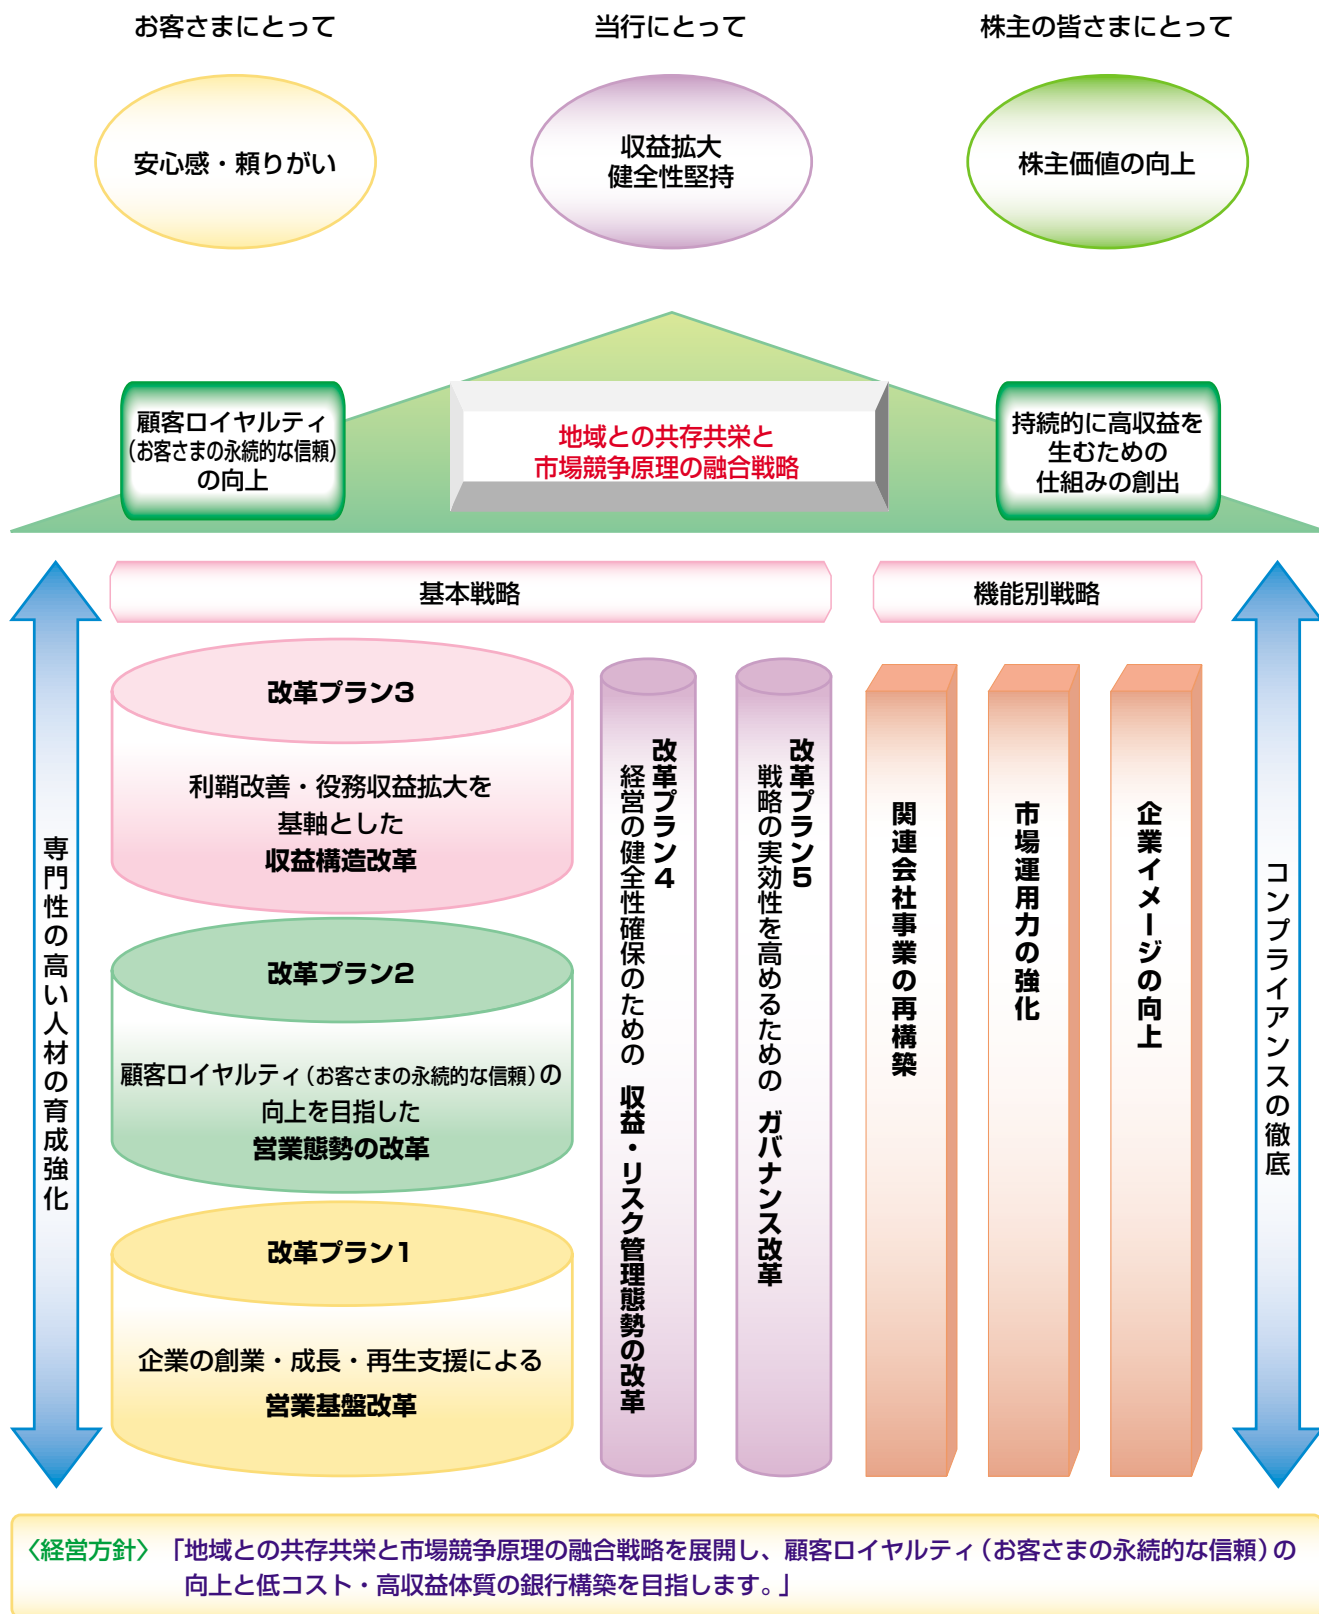 お客さまにとって
当行にとって
株主の皆さまにとって
安心感・頼りがい
収益拡大
健全性堅持
株主価値の向上
顧客ロイヤルティ
(お客さまの永続的な信頼)
の向上
地域との共存共栄と
市場競争原理の融合戦略
持続的に高収益を
生むための
仕組みの創出
基本戦略
機能別戦略
専門性の高い人材の育成強化
改革プラン3
利鞘改善・役務収益拡大を
基軸とした
収益構造改革
改革プラン2
顧客ロイヤルティ(お客さまの永続的な信頼)の
向上を目指した
営業態勢の改革
改革プラン1
企業の創業・成長・再生支援による
営業基盤改革
改革プラン4
経営の健全性確保のための 収益・リスク管理態勢の改革
改革プラン5
戦略の実効性を高めるための ガバナンス改革
関連会社事業の再構築
市場運用力の強化
企業イメージの向上
コンプライアンスの徹底
〈経営方針〉「地域との共存共栄と市場競争原理の融合戦略を展開し、顧客ロイヤルティ(お客さまの永続的な信頼)の
向上と低コスト・高収益体質の銀行構築を目指します。」